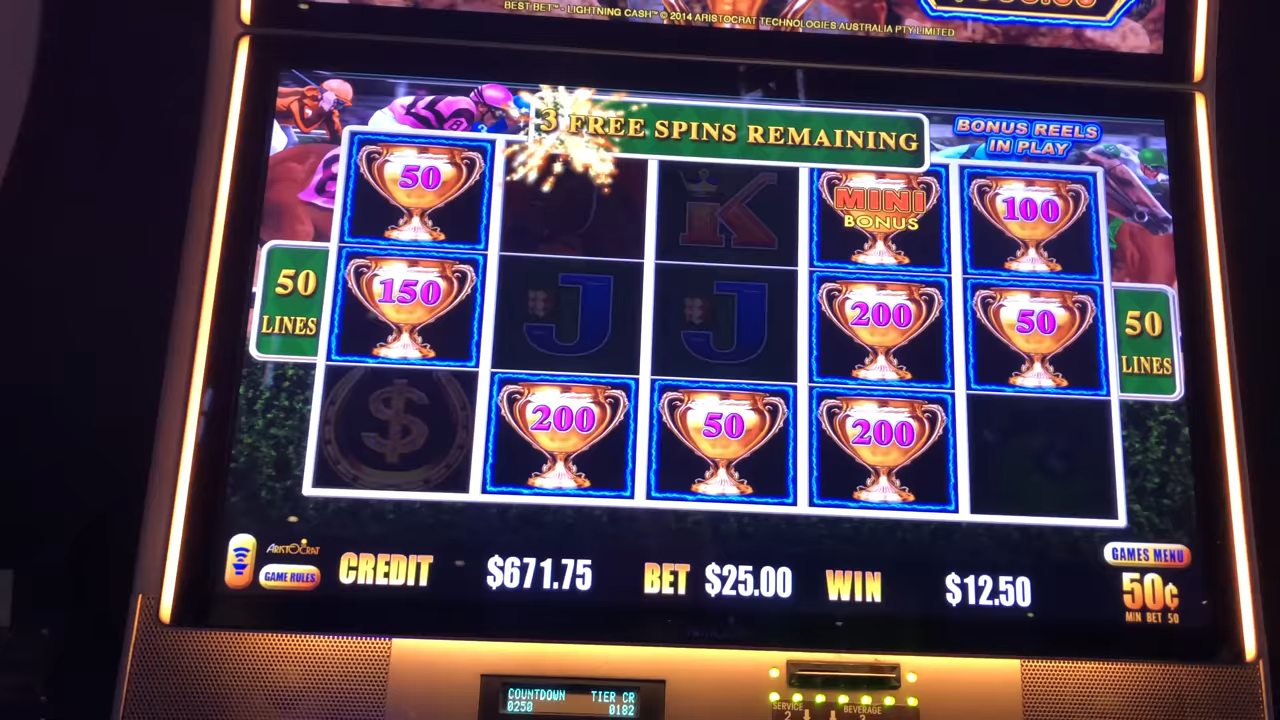 BEST BET™ - LIGHTNING CASH™ © 2014 ARISTOCRAT TECHNOLOGIES AUSTRALIA PTY LIMITED
3 FREE SPINS REMAINING
BONUS REELS
IN PLAY
50
K
MINI
BONUS
100
8
50
LINES
150
J
J
200
50
50
LINES
$
200
50
200
ARISTOCRAT
GAME RULES
CREDIT
$671.75
BET $25.00
WIN
$12.50
GAMES MENU
50¢
MIN BET 50
COUNTDOWN TIER CR
0250 0182
SERVICE
2
BEVERAGE